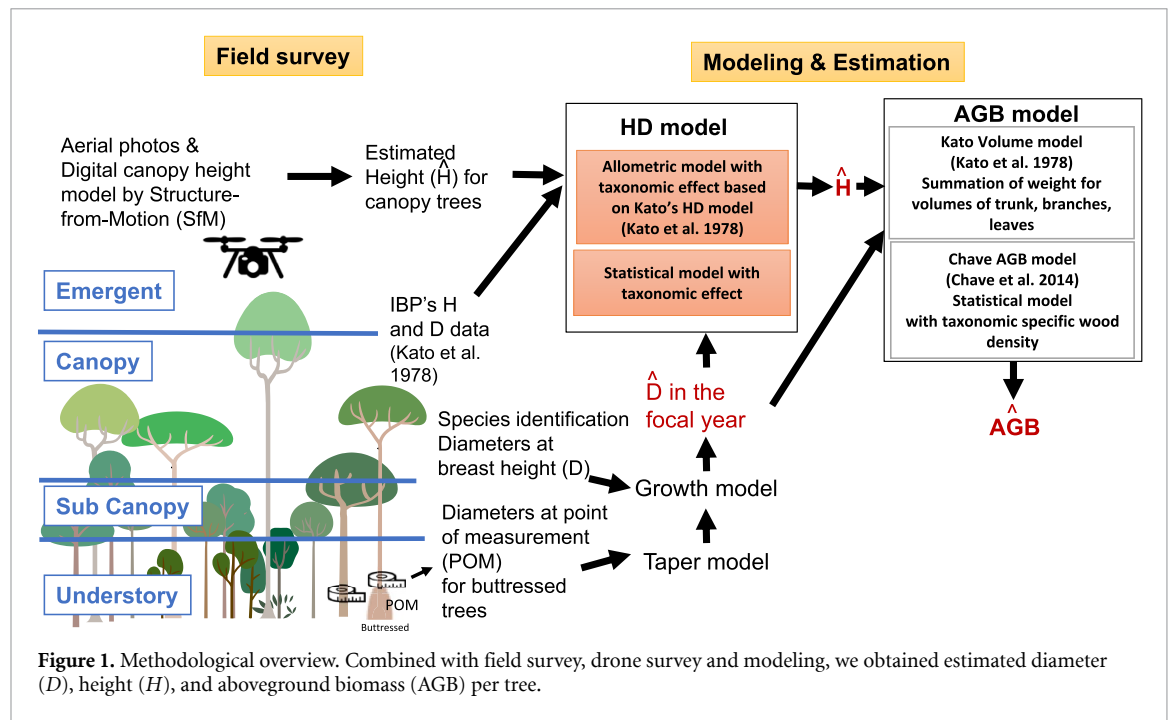 Field survey
Modeling & Estimation
Aerial photos &
Digital canopy height
model by Structure-
from-Motion (SfM)
Estimated
Height (Ĥ) for
canopy trees
HD model
Allometric model with
taxonomic effect based
on Kato's HD model
(Kato et al. 1978)
Statistical model with
taxonomic effect
Ĥ
AGB model
Kato Volume model
(Kato et al. 1978)
Summation of weight for
volumes of trunk, branches,
leaves
Chave AGB model
(Chave et al. 2014)
Statistical model
with taxonomic specific wood
density
^
AGB
Emergent
Canopy
Sub Canopy
Understory
IBP's H
and D data
(Kato et al.
1978)
Species identification
Diameters at
breast height (D)
Diameters at point
of measurement
(POM)
for buttressed
trees
POM
Buttressed
D̂ in the
focal year
Growth model
Taper model
Figure 1. Methodological overview. Combined with field survey, drone survey and modeling, we obtained estimated diameter
(D), height (H), and aboveground biomass (AGB) per tree.